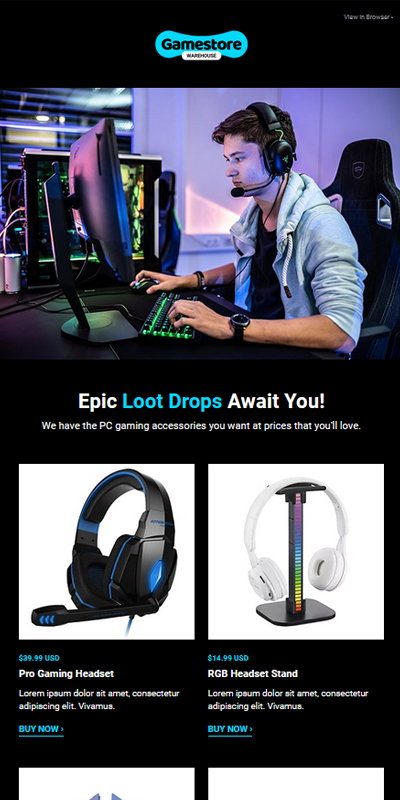 View in Browser ›
Gamestore
WAREHOUSE
Epic Loot Drops Await You!
We have the PC gaming accessories you want at prices that you'll love.
$39.99 USD
Pro Gaming Headset
Lorem ipsum dolor sit amet, consectetur
adipiscing elit. Vivamus.
BUY NOW ›
$14.99 USD
RGB Headset Stand
Lorem ipsum dolor sit amet, consectetur
adipiscing elit. Vivamus.
BUY NOW ›